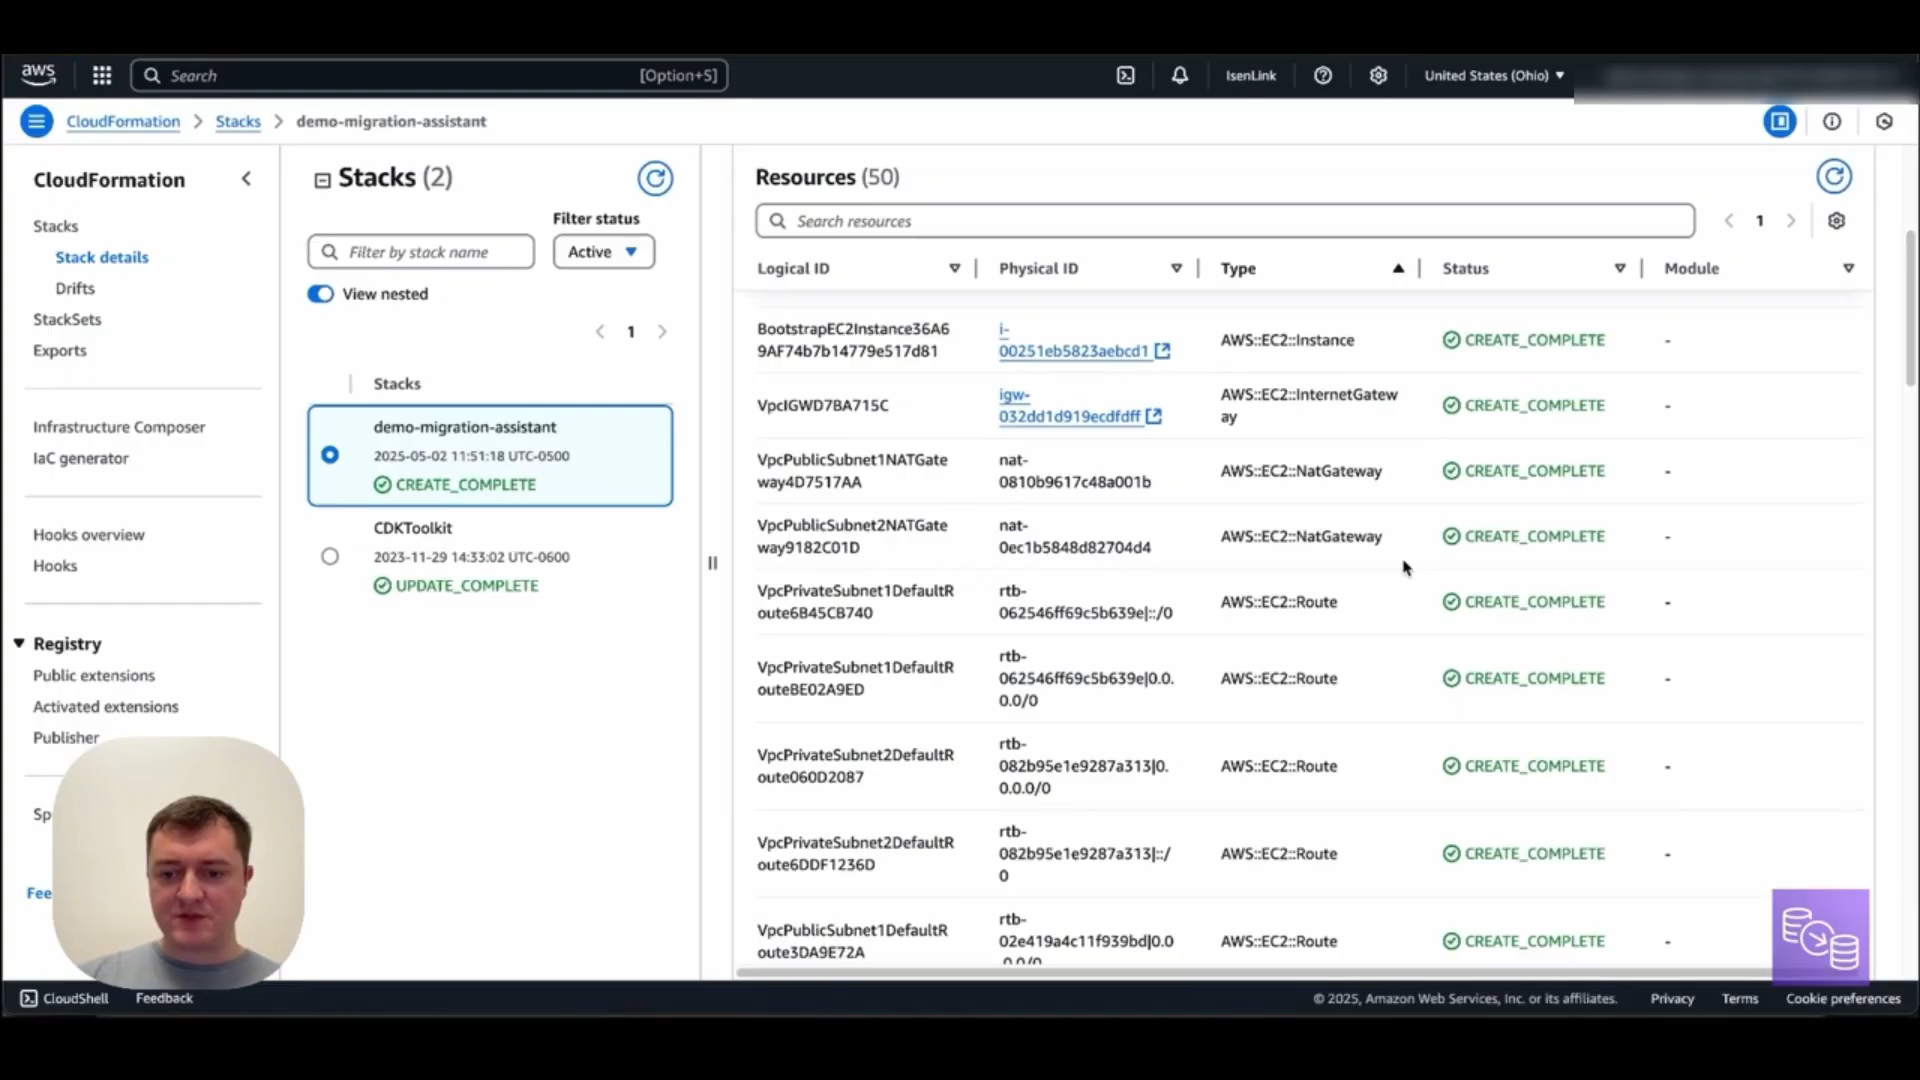 aws
Search
[Option+S]
IsenLink
United States (Ohio)
CloudFormation
Stacks
demo-migration-assistant
CloudFormation
Stacks
Stack details
Drifts
StackSets
Exports
Infrastructure Composer
IaC generator
Hooks overview
Hooks
Registry
Public extensions
Activated extensions
Publisher
Sp
Fee
Stacks (2)
Filter status
Filter by stack name
Active
View nested
1
Stacks
demo-migration-assistant
2025-05-02 11:51:18 UTC-0500
CREATE_COMPLETE
CDKToolkit
2023-11-29 14:33:02 UTC-0600
UPDATE_COMPLETE
Resources (50)
Search resources
1
Logical ID
Physical ID
Type
Status
Module
BootstrapEC2Instance36A6
9AF74b7b14779e517d81
i-
00251eb5823aebcd1
AWS::EC2::Instance
CREATE_COMPLETE
-
VpcIGWD7BA715C
igw-
032dd1d919ecdfdff
AWS::EC2::InternetGatew
ay
CREATE_COMPLETE
-
VpcPublicSubnet1NATGate
way4D7517AA
nat-
0810b9617c48a001b
AWS::EC2::NatGateway
CREATE_COMPLETE
-
VpcPublicSubnet2NATGate
way9182C01D
nat-
0ec1b5848d82704d4
AWS::EC2::NatGateway
CREATE_COMPLETE
-
VpcPrivateSubnet1DefaultR
oute6B45CB740
rtb-
062546ff69c5b639e|::/0
AWS::EC2::Route
CREATE_COMPLETE
-
VpcPrivateSubnet1DefaultR
outeBE02A9ED
rtb-
062546ff69c5b639e|0.0.
0.0/0
AWS::EC2::Route
CREATE_COMPLETE
-
VpcPrivateSubnet2DefaultR
oute060D2087
rtb-
082b95e1e9287a313|0.
0.0.0/0
AWS::EC2::Route
CREATE_COMPLETE
-
VpcPrivateSubnet2DefaultR
oute6DDF1236D
rtb-
082b95e1e9287a313|::/
0
AWS::EC2::Route
CREATE_COMPLETE
-
VpcPublicSubnet1DefaultR
oute3DA9E72A
rtb-
02e419a4c11f939bd|0.0
.0.0/0
AWS::EC2::Route
CREATE_COMPLETE
-
CloudShell
Feedback
© 2025, Amazon Web Services, Inc. or its affiliates.
Privacy
Terms
Cookie preferences